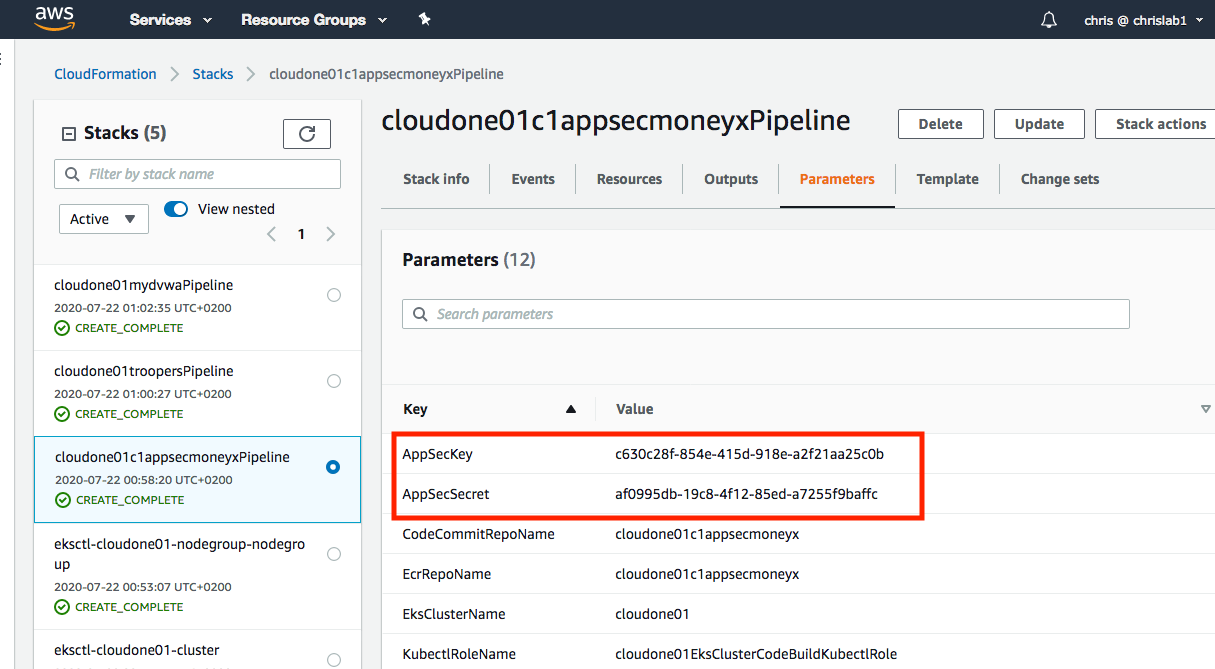 aws Services Resource Groups chris @ chrislab1
CloudFormation Stacks cloudone01c1appsecmoneyxPipeline
Stacks (5)
Filter by stack name
Active View nested
1
cloudone01mydvwaPipeline
2020-07-22 01:02:35 UTC+0200
CREATE_COMPLETE
cloudone01troopersPipeline
2020-07-22 01:00:27 UTC+0200
CREATE_COMPLETE
cloudone01c1appsecmoneyxPipeline
2020-07-22 00:58:20 UTC+0200
CREATE_COMPLETE
eksctl-cloudone01-nodegroup-nodegro
up
2020-07-22 00:53:07 UTC+0200
CREATE_COMPLETE
eksctl-cloudone01-cluster
cloudone01c1appsecmoneyxPipeline
Delete Update Stack actions
Stack info Events Resources Outputs Parameters Template Change sets
Parameters (12)
Search parameters
Key Value
AppSecKey c630c28f-854e-415d-918e-a2f21aa25c0b
AppSecSecret af0995db-19c8-4f12-85ed-a7255f9baffc
CodeCommitRepoName cloudone01c1appsecmoneyx
EcrRepoName cloudone01c1appsecmoneyx
EksClusterName cloudone01
KubectlRoleName cloudone01EksClusterCodeBuildKubectlRole